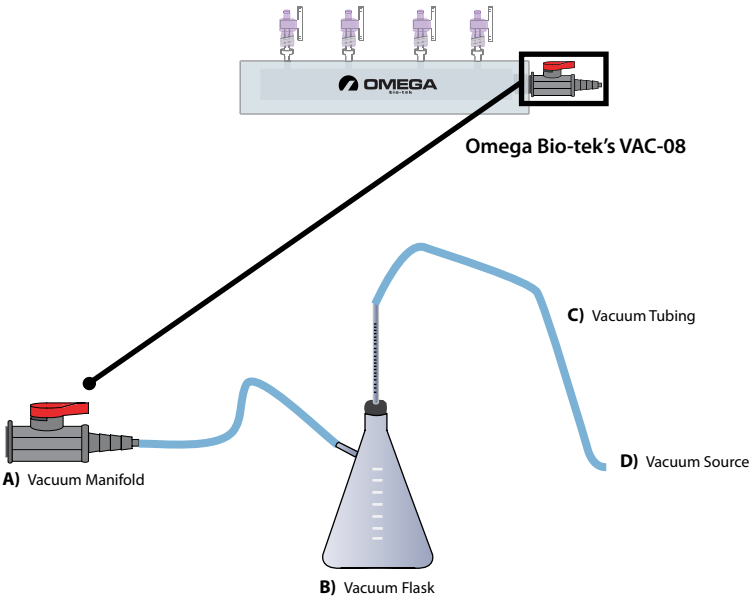 OMEGA
bio-tek
Omega Bio-tek's VAC-08
C) Vacuum Tubing
D) Vacuum Source
A) Vacuum Manifold
B) Vacuum Flask